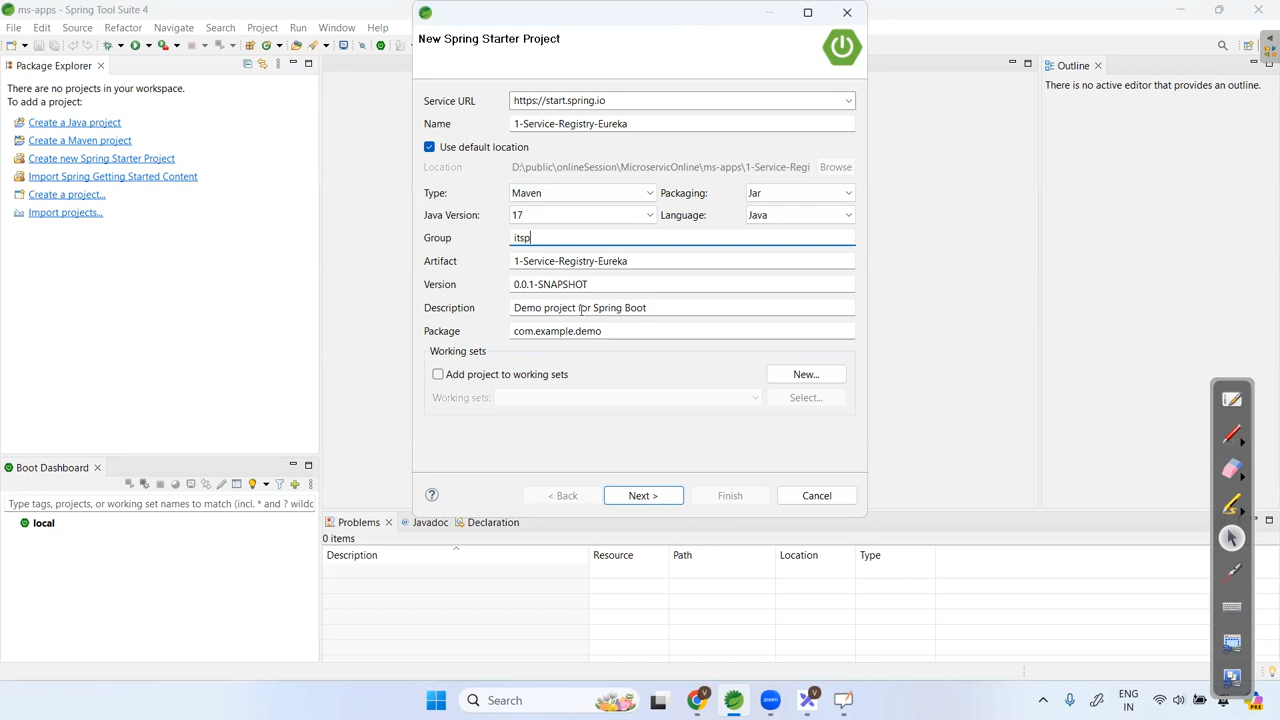 ms-apps - Spring Tool Suite 4
File Edit Source Refactor Navigate Search Project Run Window Help
Package Explorer
There are no projects in your workspace.
To add a project:
Create a Java project
Create a Maven project
Create new Spring Starter Project
Import Spring Getting Started Content
Create a project...
Import projects...
Boot Dashboard
Type tags, projects, or working set names to match (incl. * and ? wildc
local
New Spring Starter Project
Service URL https://start.spring.io
Name 1-Service-Registry-Eureka
Use default location
Location D:\public\onlineSession\MicroservicOnline\ms-apps\1-Service-Regi Browse
Type: Maven Packaging: Jar
Java Version: 17 Language: Java
Group itsp
Artifact 1-Service-Registry-Eureka
Version 0.0.1-SNAPSHOT
Description Demo project for Spring Boot
Package com.example.demo
Working sets
Add project to working sets New...
Working sets: Select...
< Back Next > Finish Cancel
Outline
There is no active editor that provides an outline.
Problems Javadoc Declaration
0 items
Description Resource Path Location Type
Search
ENG
IN